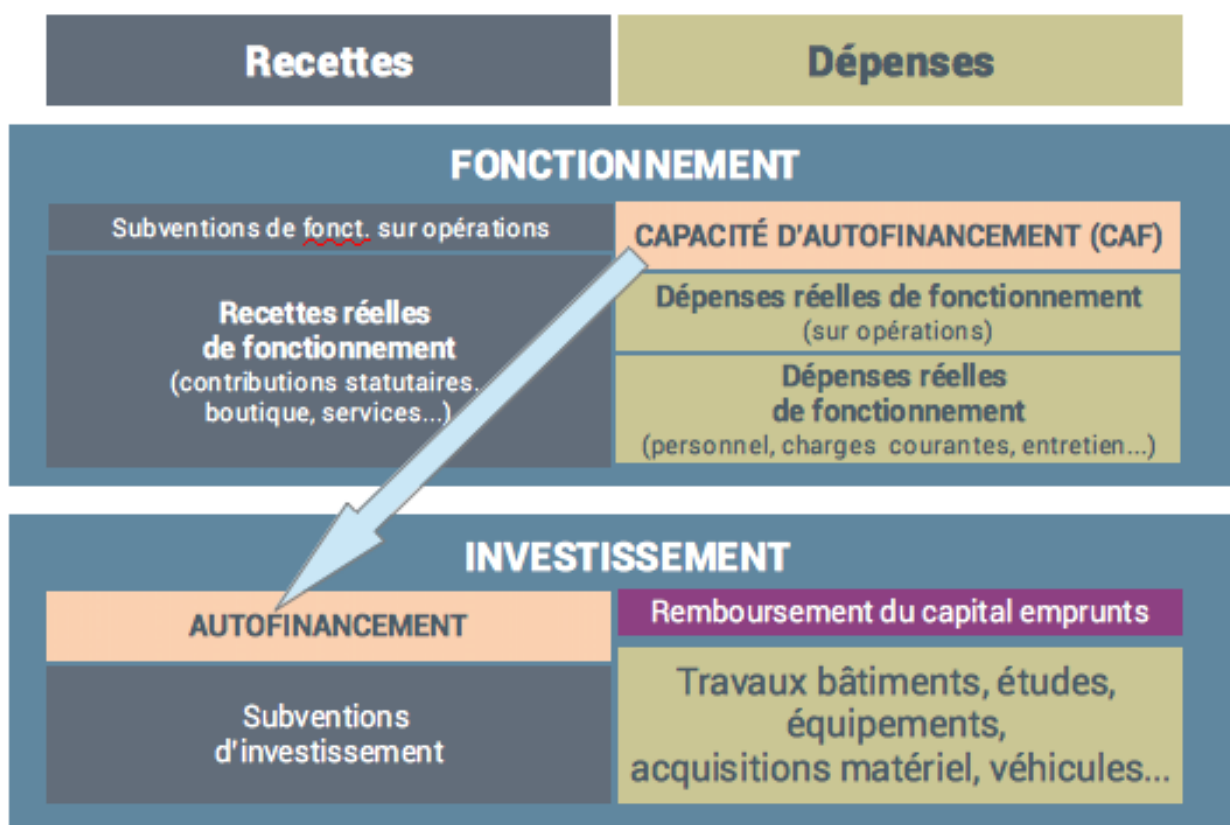 Recettes
Dépenses
FONCTIONNEMENT
Subventions de fonct. sur opérations
Recettes réelles
de fonctionnement
(contributions statutaires.
boutique, services...)
CAPACITÉ D'AUTOFINANCEMENT (CAF)
Dépenses réelles de fonctionnement
(sur opérations)
Dépenses réelles
de fonctionnement
(personnel, charges courantes, entretien...)
INVESTISSEMENT
AUTOFINANCEMENT
Subventions
d'investissement
Remboursement du capital emprunts
Travaux bâtiments, études,
équipements,
acquisitions matériel, véhicules...